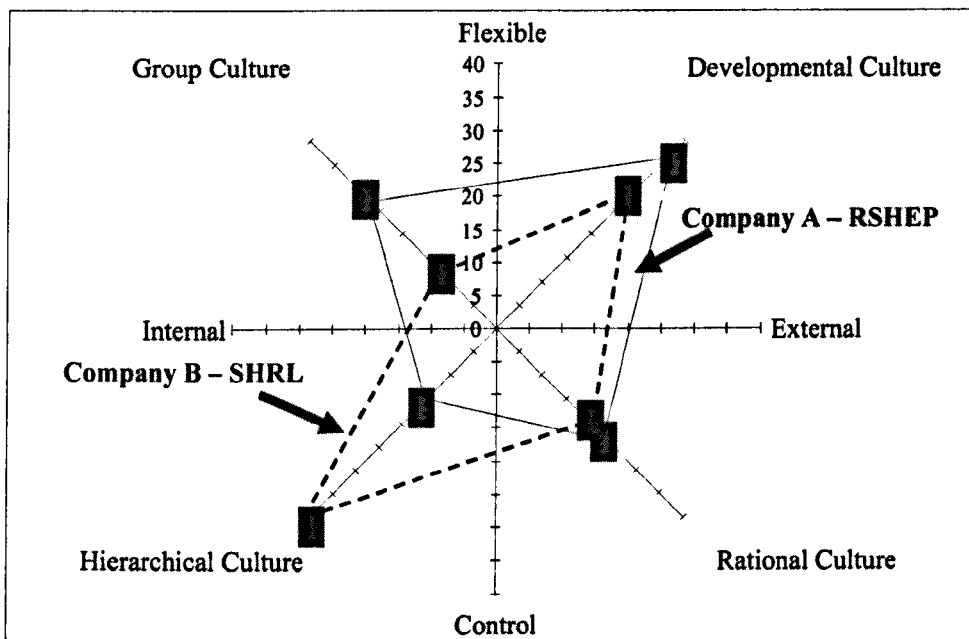 Flexible
Group Culture
Developmental Culture
40
35
30
25
20
15
10
5
0
Company A – RSHEP
Internal
External
Company B – SHRL
Hierarchical Culture
Rational Culture
Control